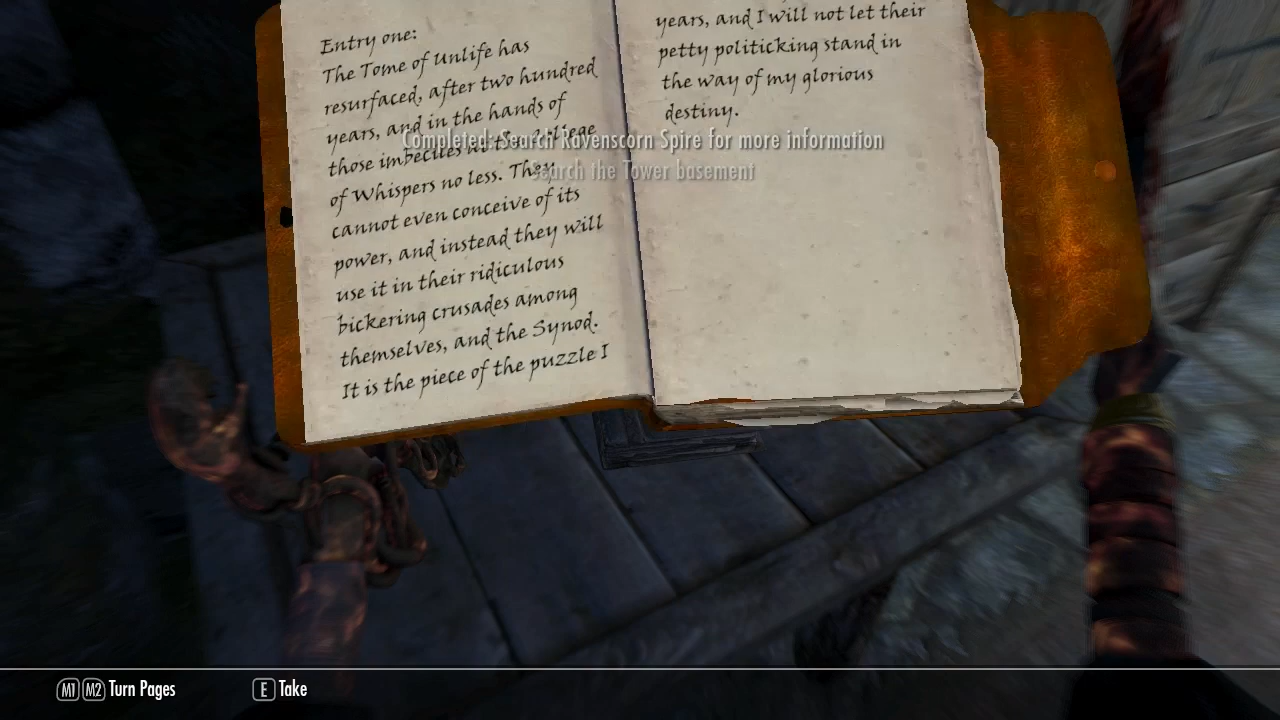 Entry one:
The Tome of Unlife has
resurfaced, after two hundred
years, and in the hands of
those imbeciles at the College
of Whispers no less. They
cannot even conceive of its
power, and instead they will
use it in their ridiculous
bickering crusades among
themselves, and the Synod.
It is the piece of the puzzle I
years, and I will not let their
petty politicking stand in
the way of my glorious
destiny.
Completed: Search Ravenscorn Spire for more information
Search the Tower basement
M1 M2 Turn Pages
E Take